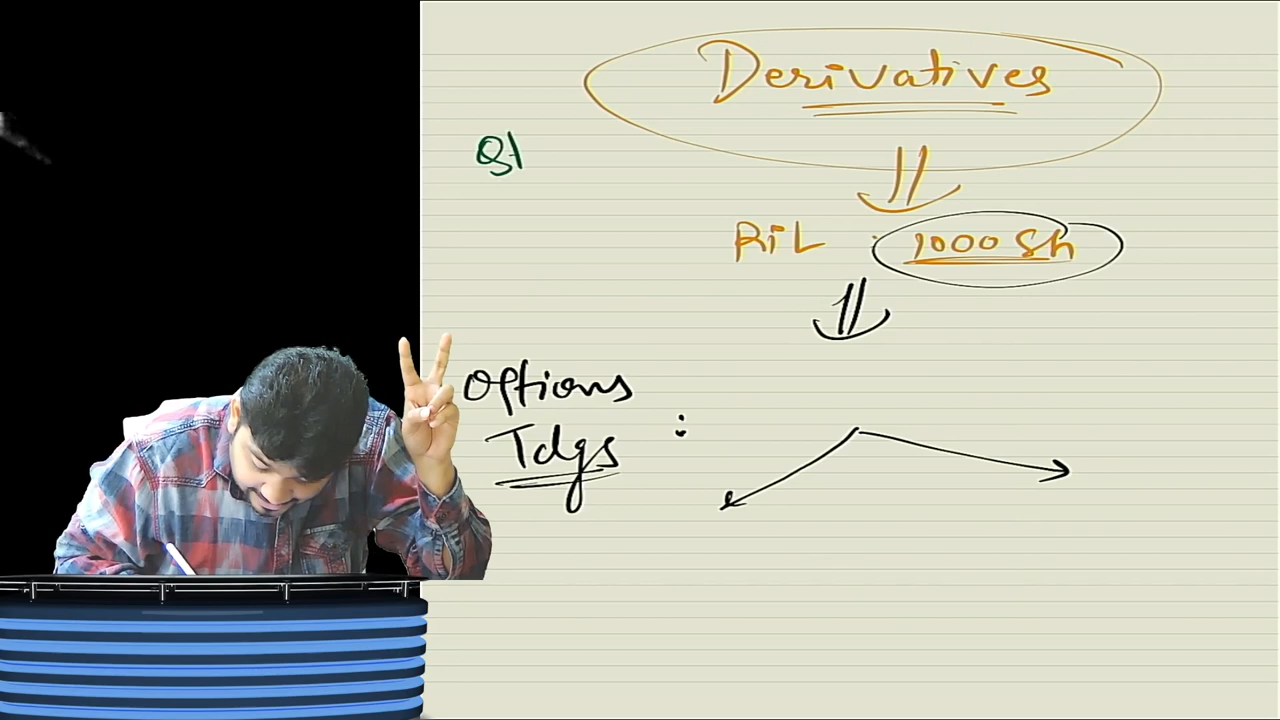 Derivatives
Q1
RIL : 1000 Sh
Options
Tdgs :